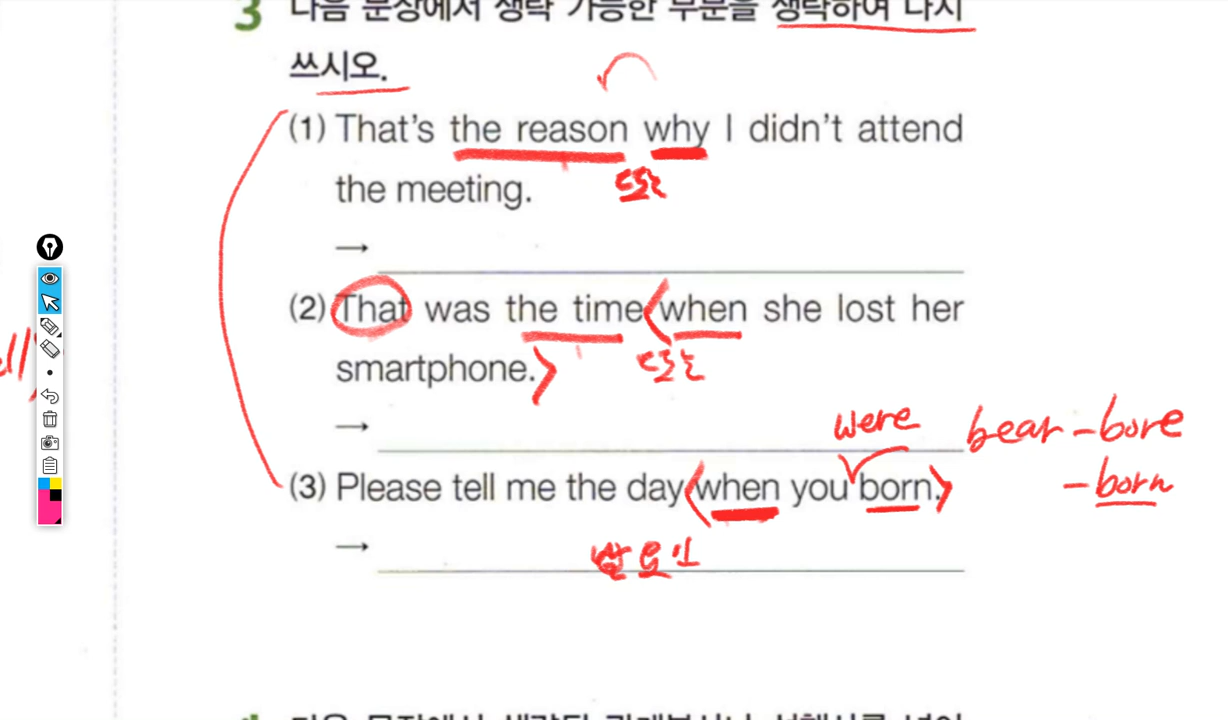 3 다음 문장에서 생략 가능한 부분을 생략하여 다시
쓰시오.
(1) That's the reason why I didn't attend
the meeting.
또는
→
(2) That was the time when she lost her
smartphone.
또는
→
were
bear - bore
- born
(3) Please tell me the day when you born.
→